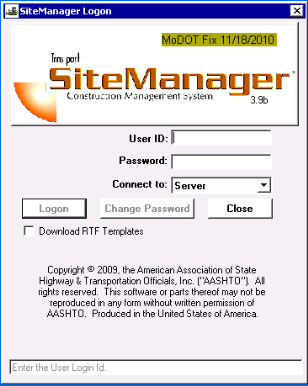 SiteManager Logon
MoDOT Fix 11/18/2010
Trns•port
SiteManager
Construction Management System
3.9b
User ID:
Password:
Connect to: Server
Logon Change Password Close
Download RTF Templates
Copyright © 2009, the American Association of State
Highway & Transportation Officials, Inc. ("AASHTO"). All
rights reserved. This software or parts thereof may not be
reproduced in any form without written permission of
AASHTO. Produced in the United States of America.
Enter the User Login Id.